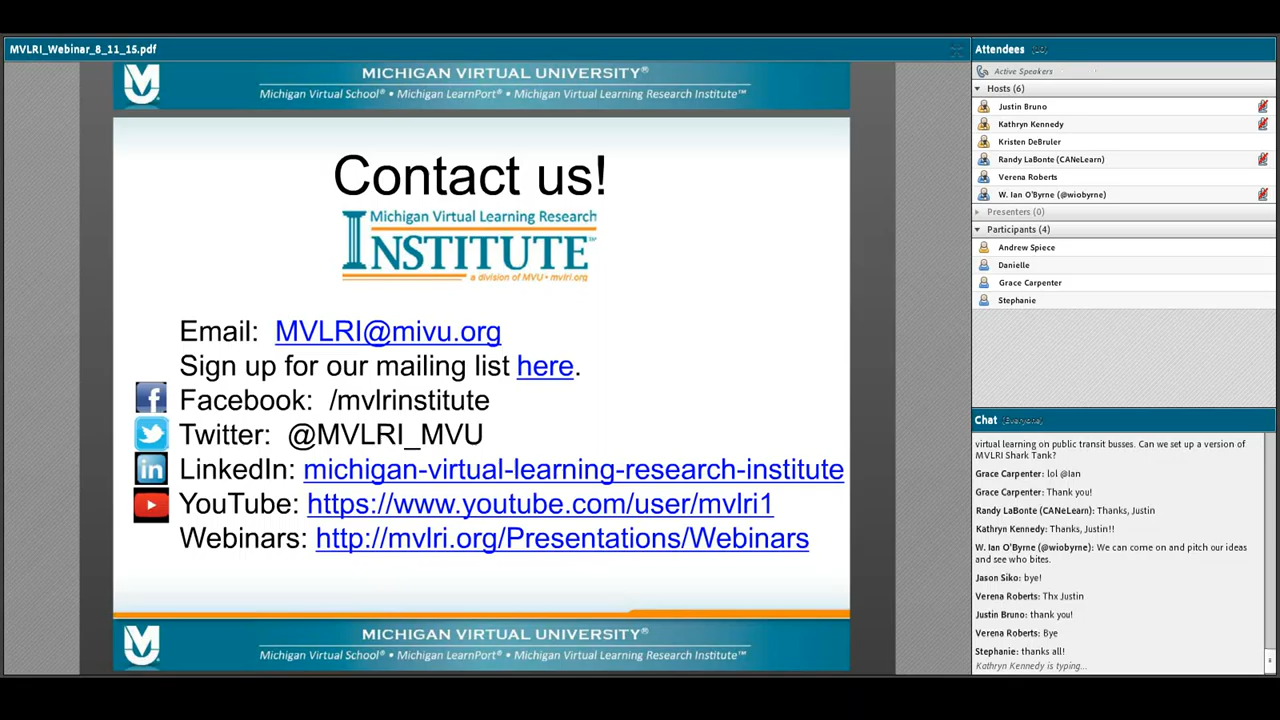 MVLRI_Webinar_8_11_15.pdf
MICHIGAN VIRTUAL UNIVERSITY®
Michigan Virtual School® • Michigan LearnPort® • Michigan Virtual Learning Research Institute™
Contact us!
Michigan Virtual Learning Research
INSTITUTE™
a division of MVU • mvlri.org
Email: MVLRI@mivu.org
Sign up for our mailing list here.
Facebook: /mvlrinstitute
Twitter: @MVLRI_MVU
LinkedIn: michigan-virtual-learning-research-institute
YouTube: https://www.youtube.com/user/mvlri1
Webinars: http://mvlri.org/Presentations/Webinars
MICHIGAN VIRTUAL UNIVERSITY®
Michigan Virtual School® • Michigan LearnPort® • Michigan Virtual Learning Research Institute™
Attendees (10)
Active Speakers
Hosts (6)
Justin Bruno
Kathryn Kennedy
Kristen DeBruler
Randy LaBonte (CANeLearn)
Verena Roberts
W. Ian O'Byrne (@wiobyrne)
Presenters (0)
Participants (4)
Andrew Spiece
Danielle
Grace Carpenter
Stephanie
Chat (Everyone)
virtual learning on public transit busses. Can we set up a version of
MVLRI Shark Tank?
Grace Carpenter: lol @Ian
Grace Carpenter: Thank you!
Randy LaBonte (CANeLearn): Thanks, Justin
Kathryn Kennedy: Thanks, Justin!!
W. Ian O'Byrne (@wiobyrne): We can come on and pitch our ideas
and see who bites.
Jason Siko: bye!
Verena Roberts: Thx Justin
Justin Bruno: thank you!
Verena Roberts: Bye
Stephanie: thanks all!
Kathryn Kennedy is typing...